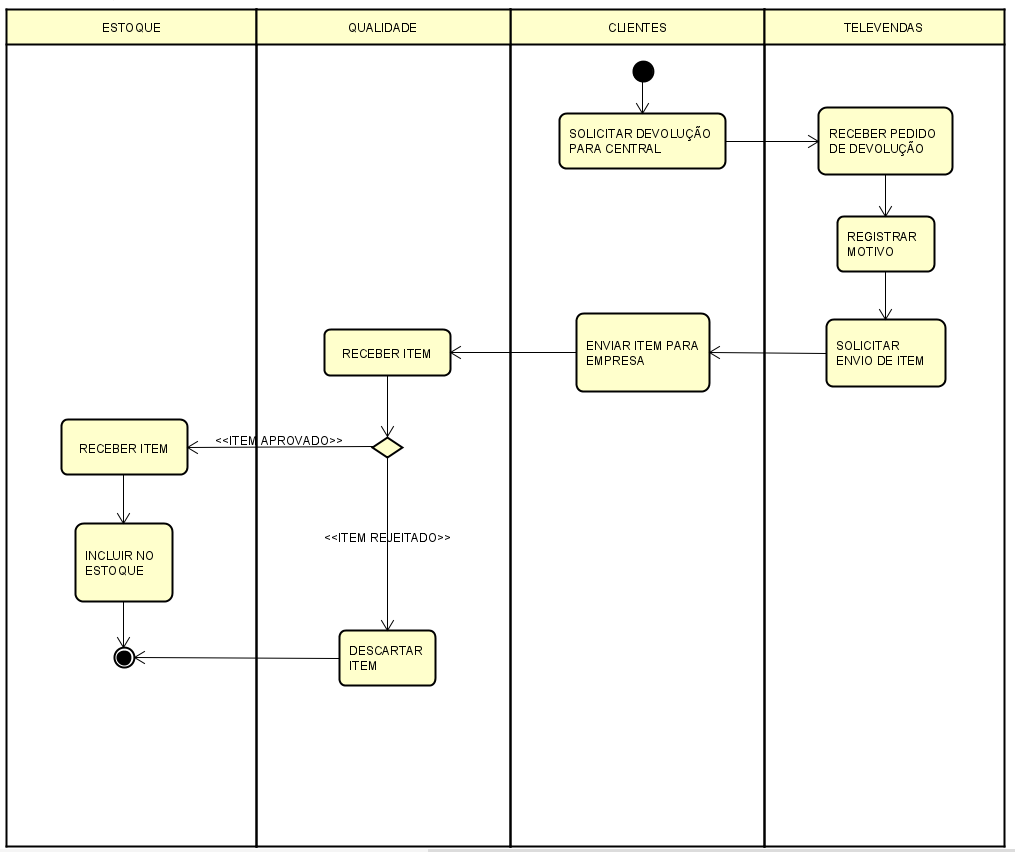 ESTOQUE
QUALIDADE
CLIENTES
TELEVENDAS
SOLICITAR DEVOLUÇÃO
PARA CENTRAL
RECEBER PEDIDO
DE DEVOLUÇÃO
REGISTRAR
MOTIVO
SOLICITAR
ENVIO DE ITEM
ENVIAR ITEM PARA
EMPRESA
RECEBER ITEM
<<ITEM APROVADO>>
RECEBER ITEM
<<ITEM REJEITADO>>
INCLUIR NO
ESTOQUE
DESCARTAR
ITEM